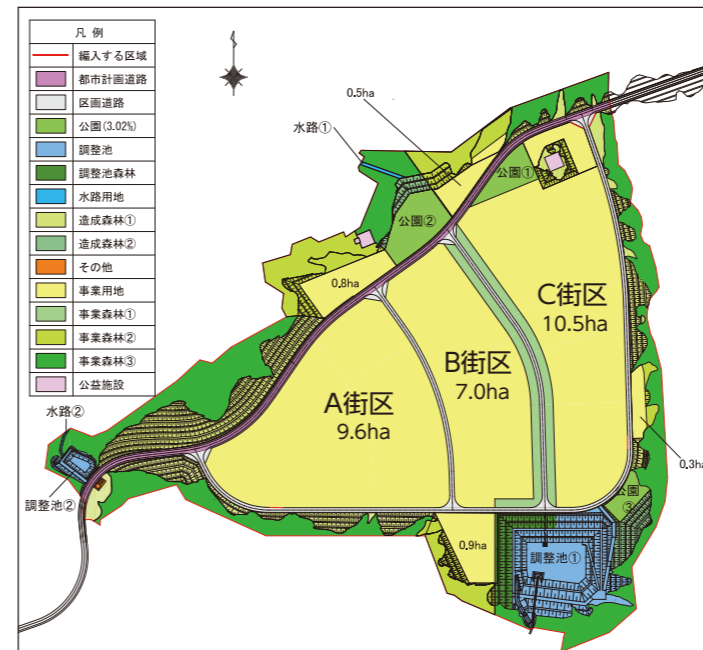 凡 例
編入する区域
都市計画道路
区画道路
公園(3.02%)
調整池
調整池森林
水路用地
造成森林①
造成森林②
その他
事業用地
事業森林①
事業森林②
事業森林③
公益施設
0.5ha
水路①
公園①
公園②
0.8ha
C街区
10.5ha
B街区
7.0ha
A街区
9.6ha
水路②
調整池②
0.3ha
公園
③
0.9ha
調整池①